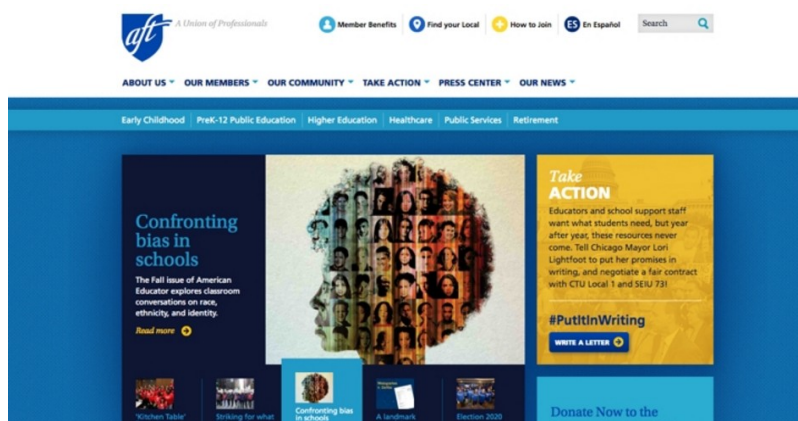 aft
A Union of Professionals
Member Benefits
Find your Local
How to Join
ES En Español
Search
ABOUT US
OUR MEMBERS
OUR COMMUNITY
TAKE ACTION
PRESS CENTER
OUR NEWS
Early Childhood
PreK-12 Public Education
Higher Education
Healthcare
Public Services
Retirement
Confronting
bias in
schools
The Fall issue of American
Educator explores classroom
conversations on race,
ethnicity, and identity.
Read more
Take
ACTION
Educators and school support staff
want what students need, but year
after year, these resources never
come. Tell Chicago Mayor Lori
Lightfoot to put her promises in
writing, and negotiate a fair contract
with CTU Local 1 and SEIU 73!
#PutItInWriting
WRITE A LETTER
'Kitchen Table'
Striking for what
Confronting bias
in schools
A landmark
Election 2020
Donate Now to the